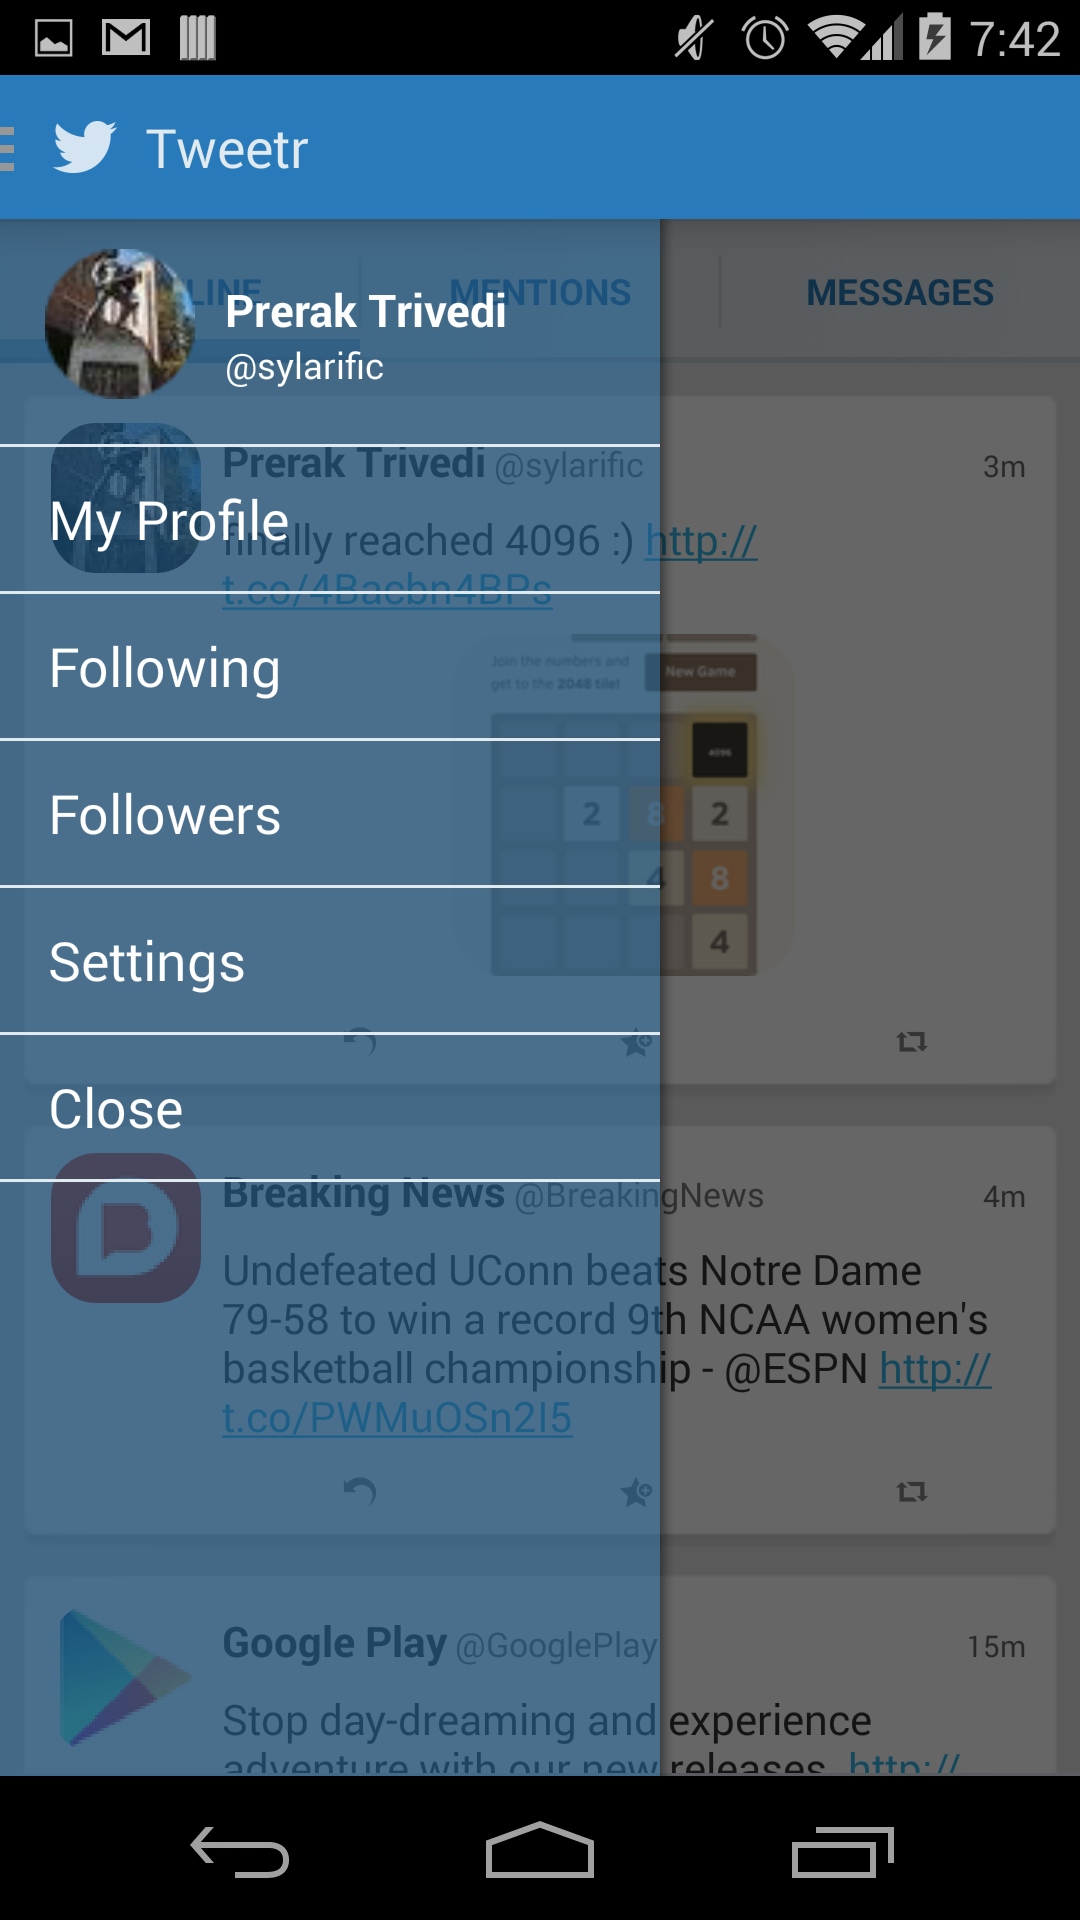 7:42
Tweetr
LINE
MENTIONS
MESSAGES
Prerak Trivedi
@sylarific
My Profile
Following
Followers
Settings
Close
Prerak Trivedi @sylarific 3m
finally reached 4096 :) http://
t.co/4Bacbn4BPs
Join the numbers and
get to the 2048 tile!
New Game
4096
2 8 2
4 8
4
Breaking News @BreakingNews 4m
Undefeated UConn beats Notre Dame
79-58 to win a record 9th NCAA women's
basketball championship - @ESPN http://
t.co/PWMuOSn2I5
Google Play @GooglePlay 15m
Stop day-dreaming and experience
adventure with our new releases. http://